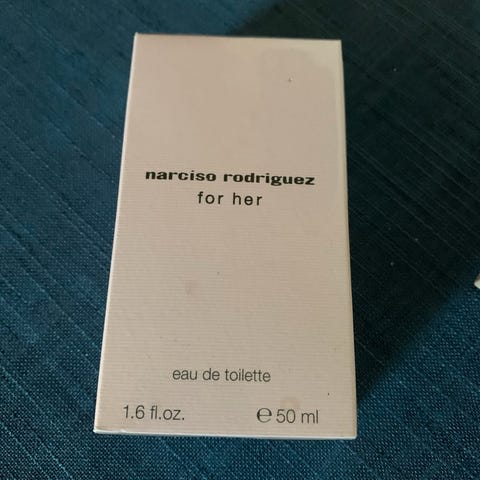 narciso rodriguez
for her
eau de toilette
1.6 fl.oz. ℮ 50 ml